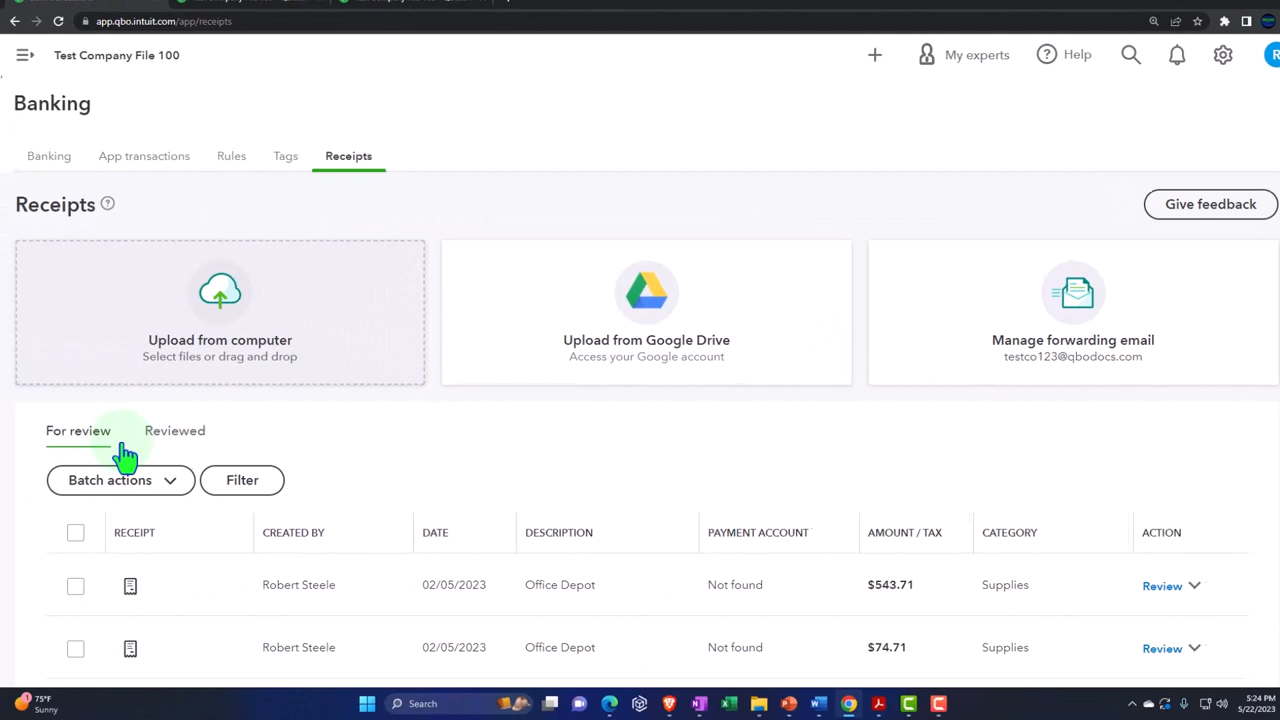 app.qbo.intuit.com/app/receipts
Test Company File 100
My experts
Help
R
Banking
Banking
App transactions
Rules
Tags
Receipts
Receipts
Give feedback
Upload from computer
Select files or drag and drop
Upload from Google Drive
Access your Google account
Manage forwarding email
testco123@qbodocs.com
For review
Reviewed
Batch actions
Filter
RECEIPT CREATED BY DATE DESCRIPTION PAYMENT ACCOUNT AMOUNT / TAX CATEGORY ACTION
Robert Steele 02/05/2023 Office Depot Not found $543.71 Supplies Review
Robert Steele 02/05/2023 Office Depot Not found $74.71 Supplies Review
75°F
Sunny
Search
5:24 PM
5/22/2023